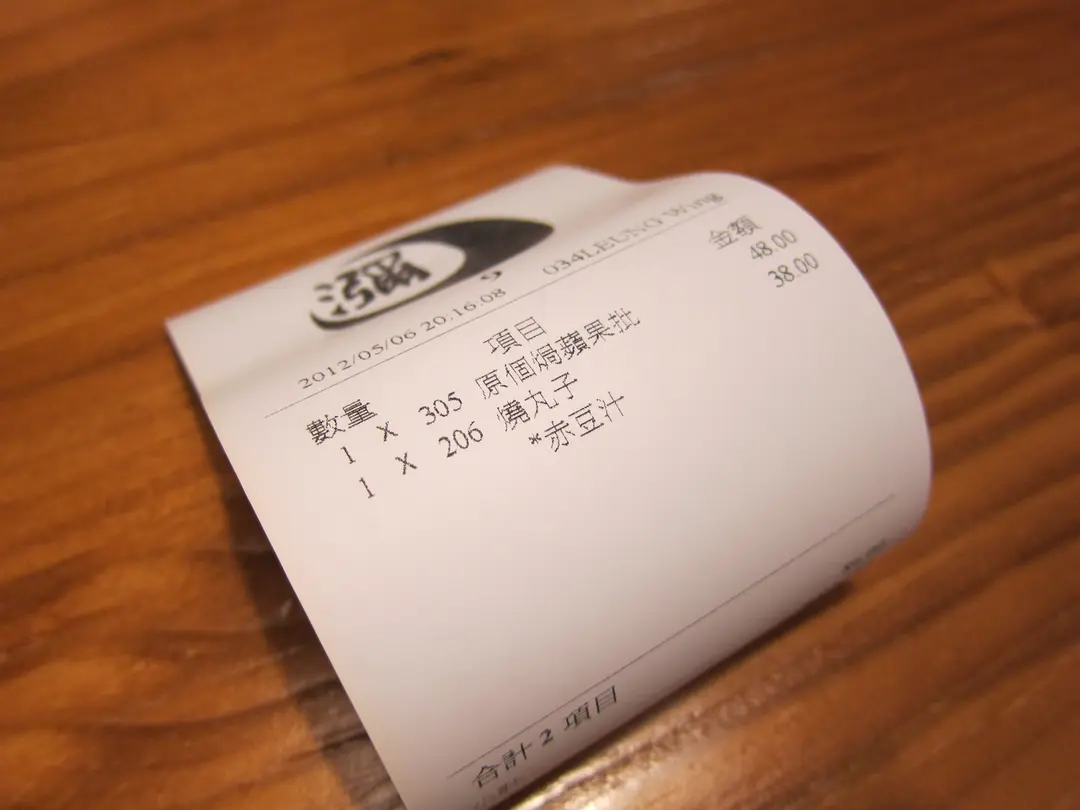 2012/05/06 20:16:08 034LEUNG Wing
數量 項目 金額
1 X 305 原個焗蘋果批 48.00
1 X 206 燒丸子 38.00
*赤豆汁
合計 2 項目